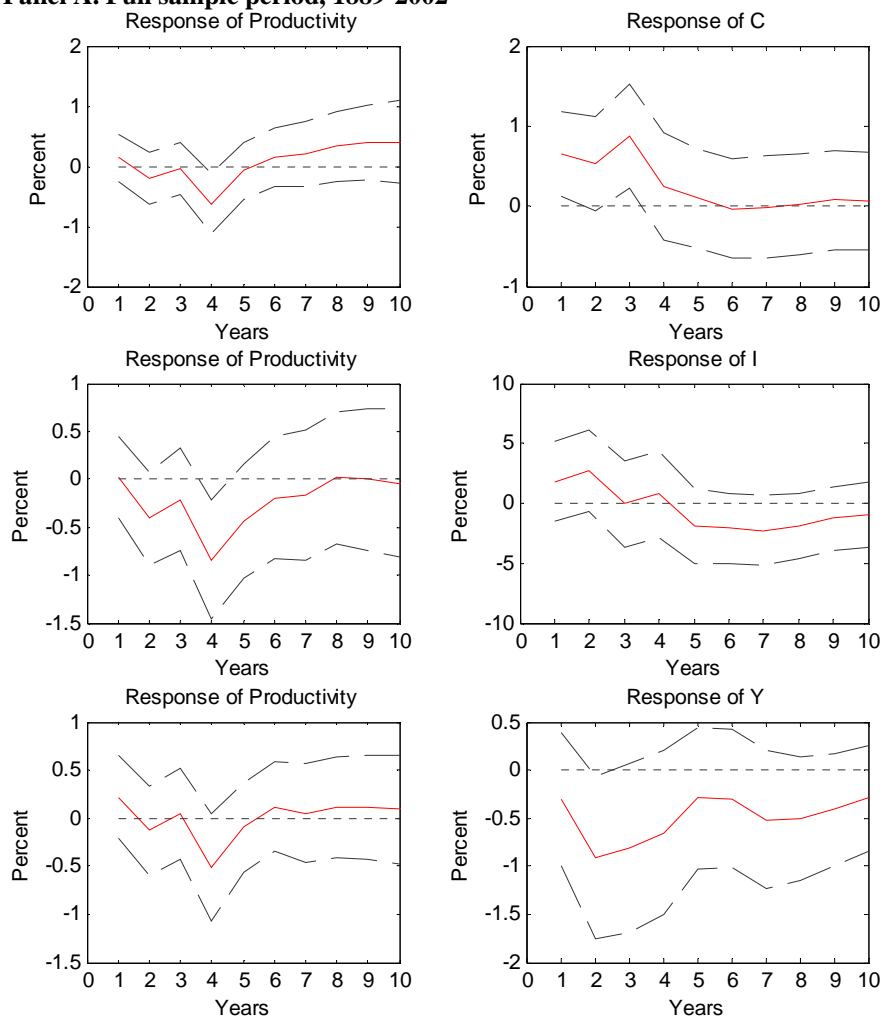 Panel A. Full sample period, 1889-2002
Response of Productivity
2
1
0
-1
-2
Percent
0 1 2 3 4 5 6 7 8 9 10
Years
Response of C
2
1
0
-1
Percent
0 1 2 3 4 5 6 7 8 9 10
Years
Response of Productivity
1
0.5
0
-0.5
-1
-1.5
Percent
0 1 2 3 4 5 6 7 8 9 10
Years
Response of I
10
5
0
-5
-10
Percent
0 1 2 3 4 5 6 7 8 9 10
Years
Response of Productivity
1
0.5
0
-0.5
-1
-1.5
Percent
0 1 2 3 4 5 6 7 8 9 10
Years
Response of Y
0.5
0
-0.5
-1
-1.5
-2
Percent
0 1 2 3 4 5 6 7 8 9 10
Years